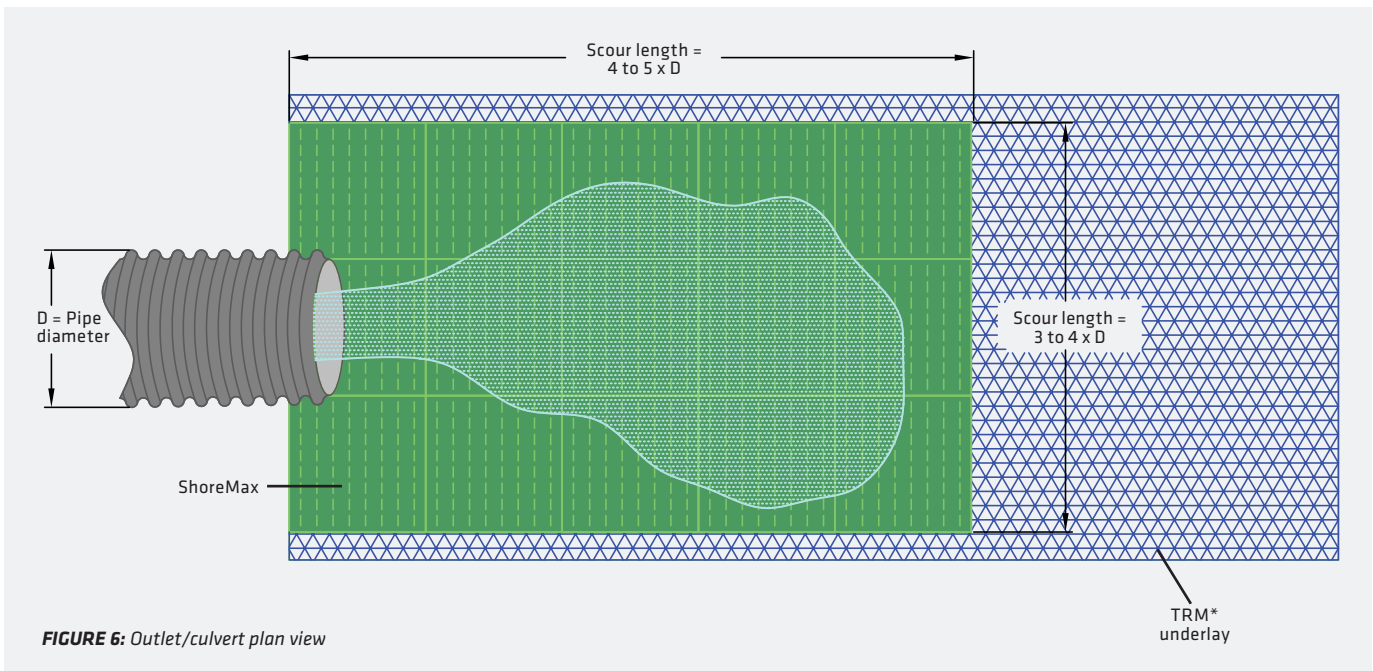 Scour length =
4 to 5 x D
D = Pipe
diameter
Scour length =
3 to 4 x D
ShoreMax
TRM*
underlay
FIGURE 6: Outlet/culvert plan view